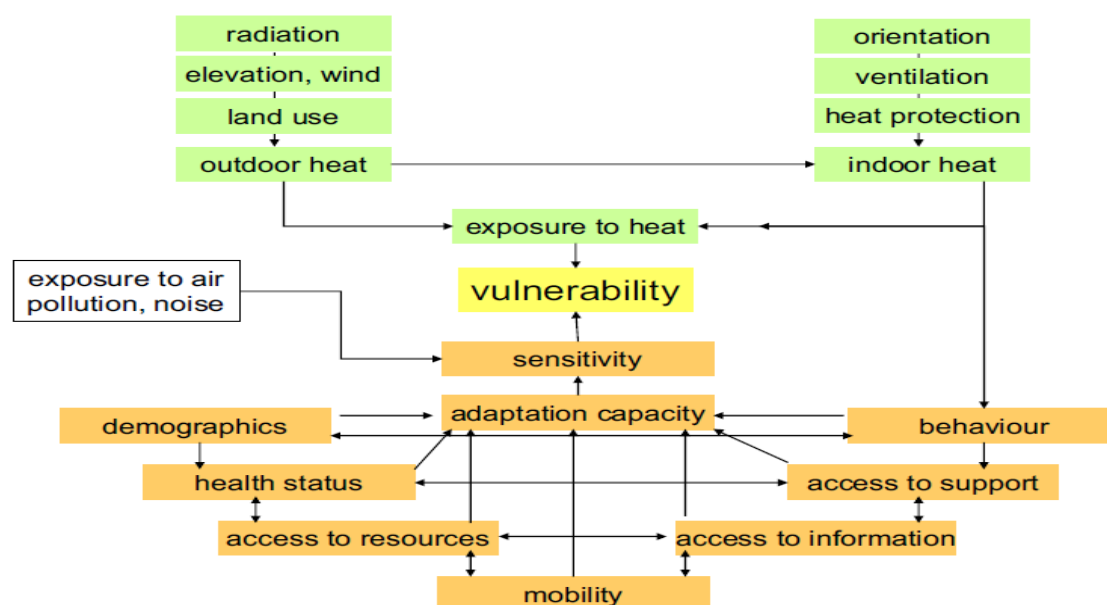 radiation
orientation
elevation, wind
ventilation
land use
heat protection
outdoor heat
indoor heat
exposure to heat
exposure to air
pollution, noise
vulnerability
sensitivity
adaptation capacity
demographics
behaviour
health status
access to support
access to resources
access to information
mobility